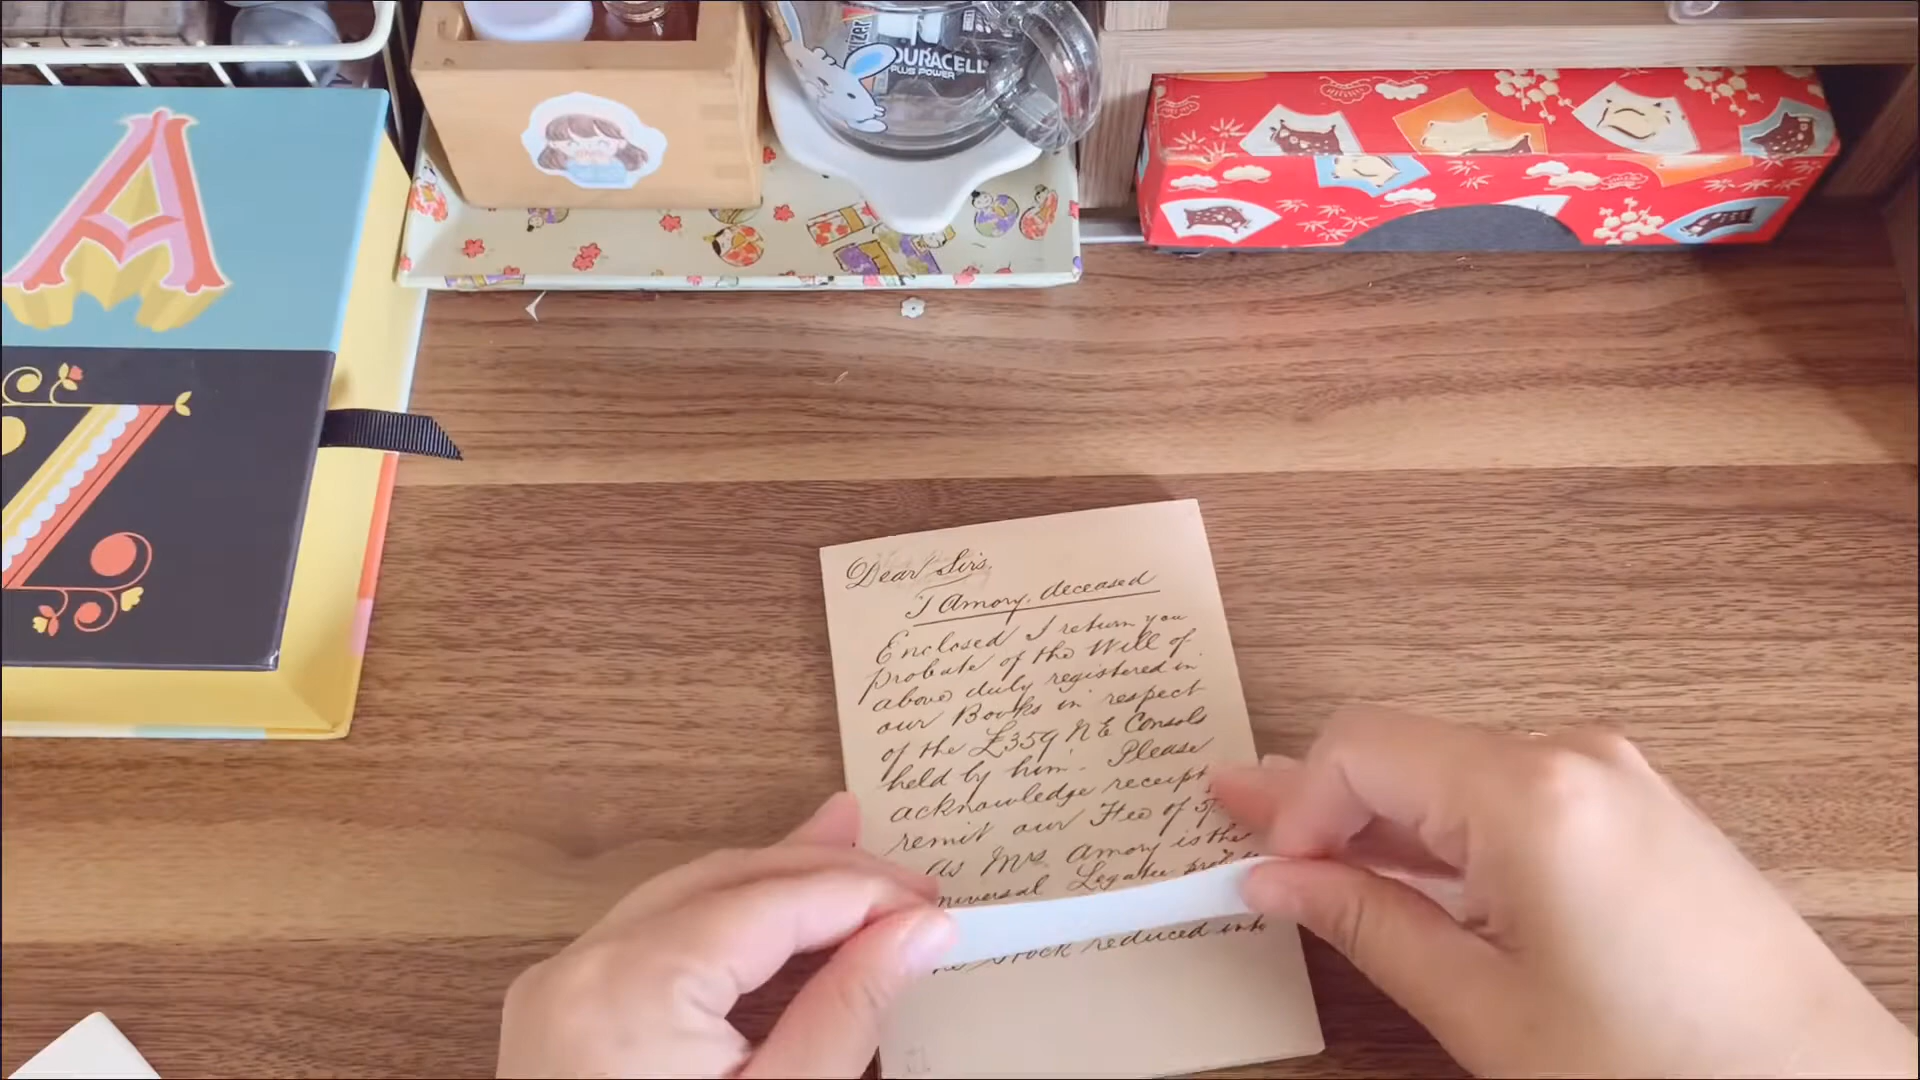 DURACELL
PLUS POWER
A
Z
Dear Sirs.
T Amory. deceased
Enclosed I return you
probate of the Will of
above duly registered in
our Books in respect
of the £359 N E Consols
held by him. Please
acknowledge receipt
remit our Fee of
As Mrs. Amory is the
niversal Legatee
Stock reduced into